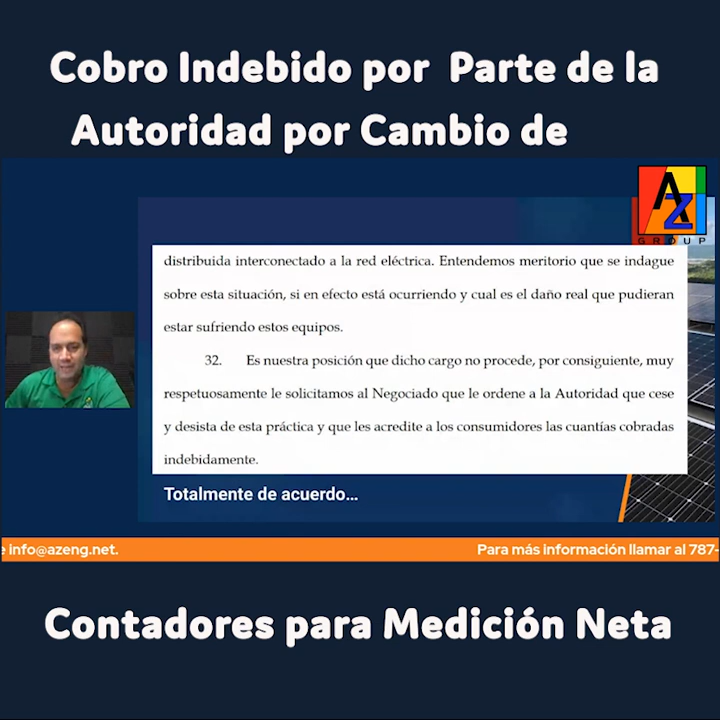 Cobro Indebido por Parte de la
Autoridad por Cambio de
AZ
GROUP
distribuida interconectado a la red eléctrica. Entendemos meritorio que se indague
sobre esta situación, si en efecto está ocurriendo y cual es el daño real que pudieran
estar sufriendo estos equipos.
32. Es nuestra posición que dicho cargo no procede, por consiguiente, muy
respetuosamente le solicitamos al Negociado que le ordene a la Autoridad que cese
y desista de esta práctica y que les acredite a los consumidores las cuantías cobradas
indebidamente.
Totalmente de acuerdo...
e info@azeng.net. Para más información llamar al 787-
Contadores para Medición Neta